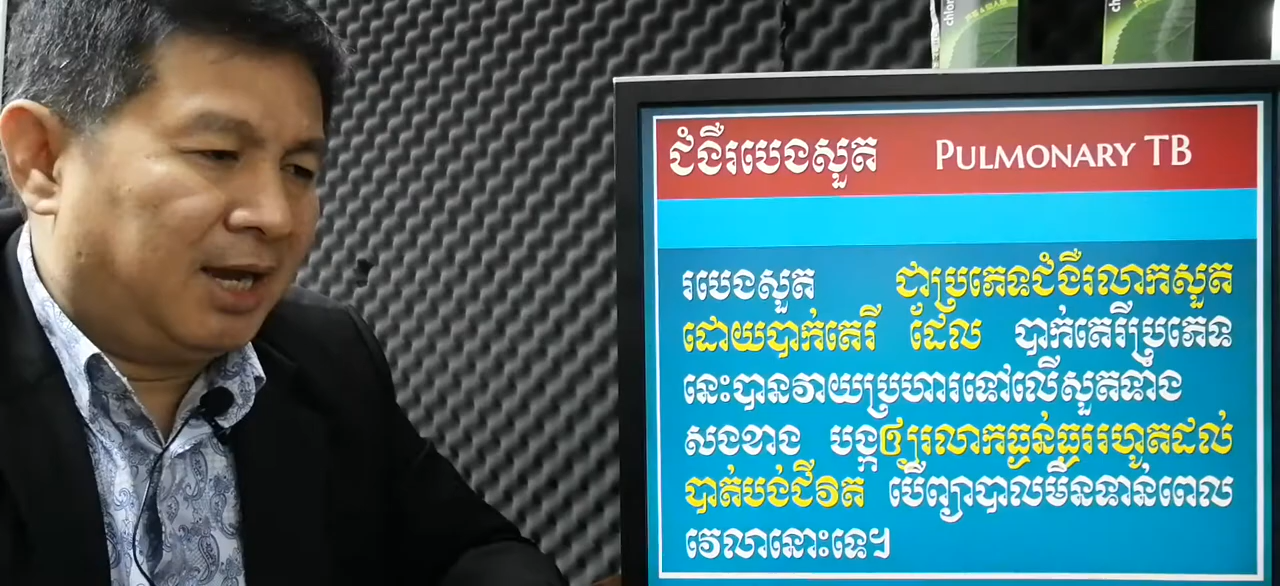 ជំងឺរបេងសួត PULMONARY TB
របេងសួត ជាប្រភេទជំងឺរលាកសួត
ដោយបាក់តេរី ដែល បាក់តេរីប្រភេទ
នេះបានវាយប្រហារទៅលើសួតទាំង
សងខាង បង្កឪ្យរលាកធ្ងន់ធ្ងររហូតដល់
បាត់បង់ជីវិត បើព្យាបាលមិនទាន់ពេល
វេលានោះទេ។